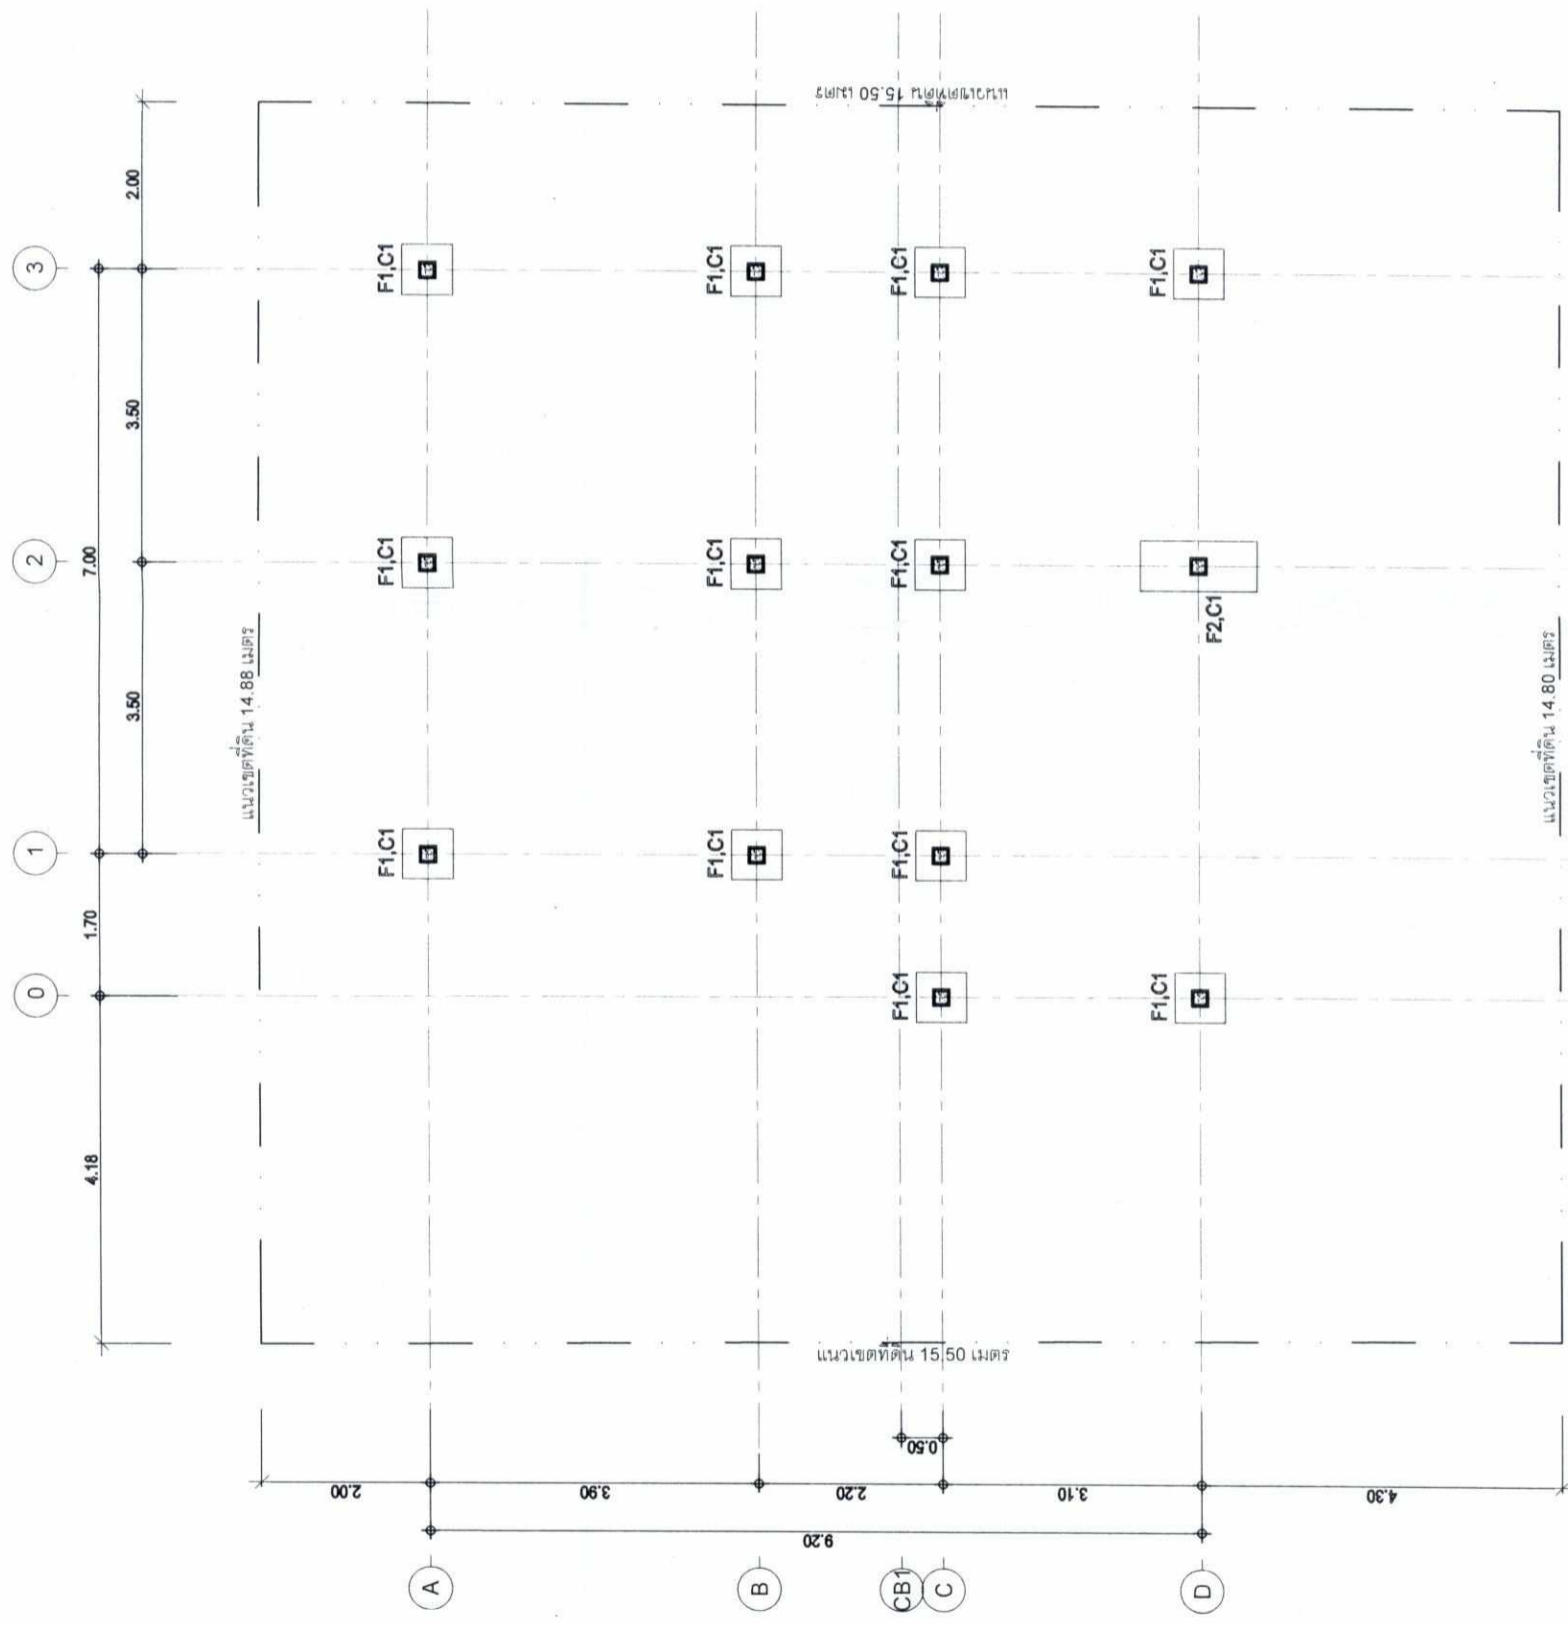 3
2
1
0
2.00
3.50
7.00
3.50
1.70
4.18
แนวเขตที่ดิน 15.50 เมตร
แนวเขตที่ดิน 14.88 เมตร
F1,C1
F1,C1
F1,C1
F1,C1
F1,C1
F1,C1
F1,C1
F2,C1
F1,C1
F1,C1
F1,C1
F1,C1
F1,C1
แนวเขตที่ดิน 14.80 เมตร
แนวเขตที่ดิน 15.50 เมตร
0.50
2.00
3.90
2.20
3.10
4.30
9.20
A
B
CB1
C
D